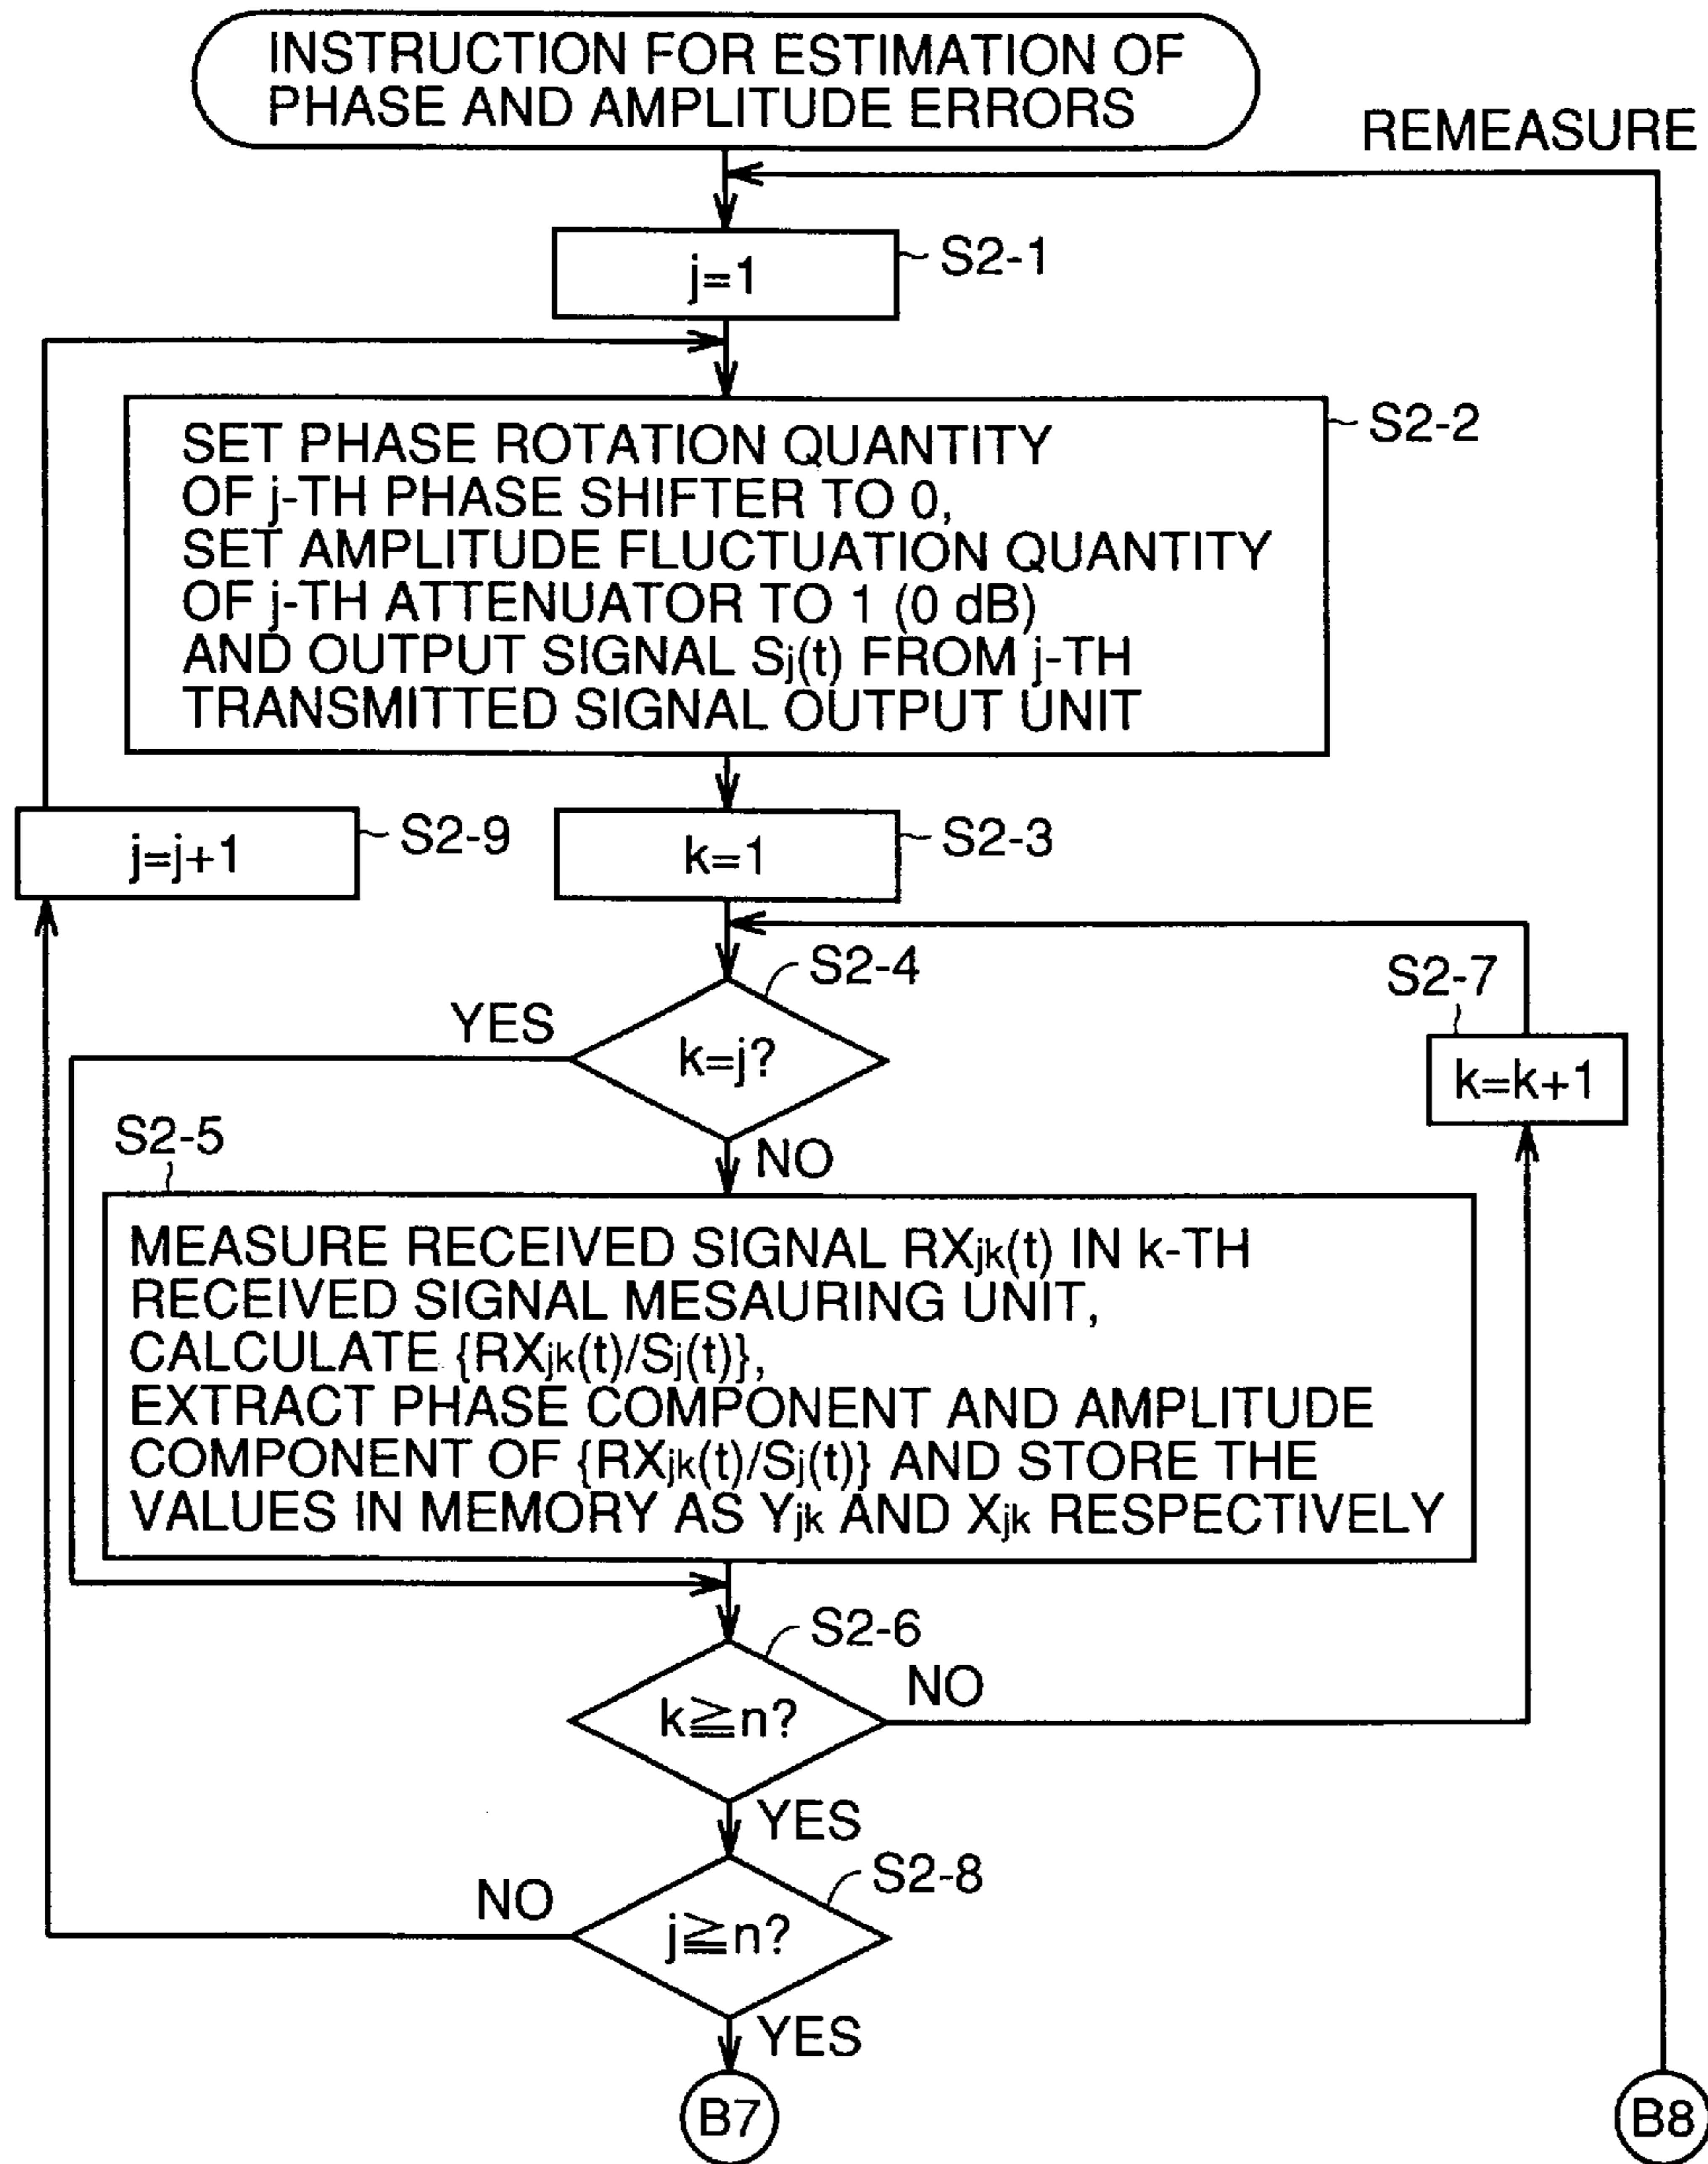 INSTRUCTION FOR ESTIMATION OF
PHASE AND AMPLITUDE ERRORS
REMEASURE
j=1
S2-1
SET PHASE ROTATION QUANTITY
OF j-TH PHASE SHIFTER TO 0,
SET AMPLITUDE FLUCTUATION QUANTITY
OF j-TH ATTENUATOR TO 1 (0 dB)
AND OUTPUT SIGNAL Sj(t) FROM j-TH
TRANSMITTED SIGNAL OUTPUT UNIT
S2-2
j=j+1
S2-9
k=1
S2-3
S2-4
YES
k=j?
NO
S2-7
k=k+1
S2-5
MEASURE RECEIVED SIGNAL RXjk(t) IN k-TH
RECEIVED SIGNAL MESAURING UNIT,
CALCULATE {RXjk(t)/Sj(t)},
EXTRACT PHASE COMPONENT AND AMPLITUDE
COMPONENT OF {RXjk(t)/Sj(t)} AND STORE THE
VALUES IN MEMORY AS Yjk AND Xjk RESPECTIVELY
S2-6
k≧n?
NO
YES
S2-8
NO
j≧n?
YES
B7
B8